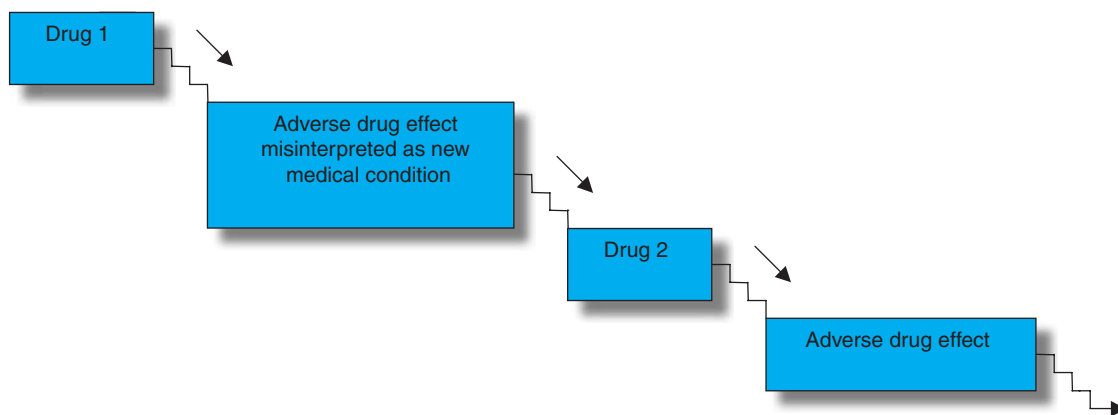 Drug 1
Adverse drug effect
misinterpreted as new
medical condition
Drug 2
Adverse drug effect